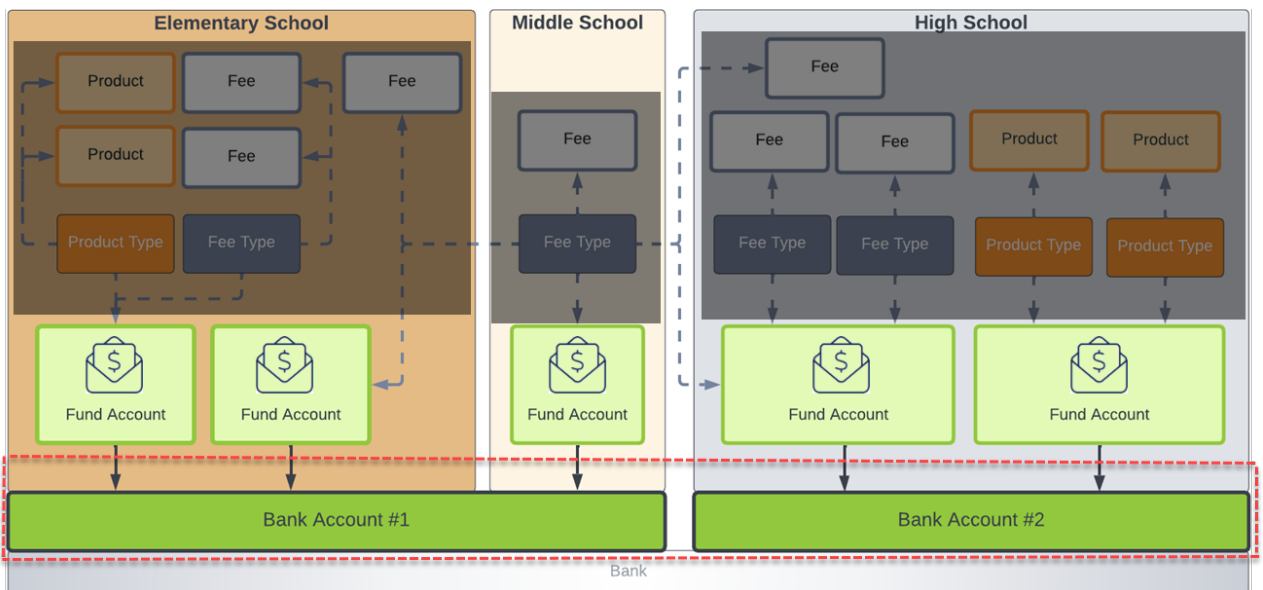 Elementary School
Middle School
High School
Product
Fee
Fee
Product
Fee
Product Type
Fee Type
$
Fund Account
$
Fund Account
Fee
Fee Type
$
Fund Account
Fee
Fee
Fee
Product
Product
Fee Type
Fee Type
Product Type
Product Type
$
Fund Account
$
Fund Account
Bank Account #1
Bank Account #2
Bank